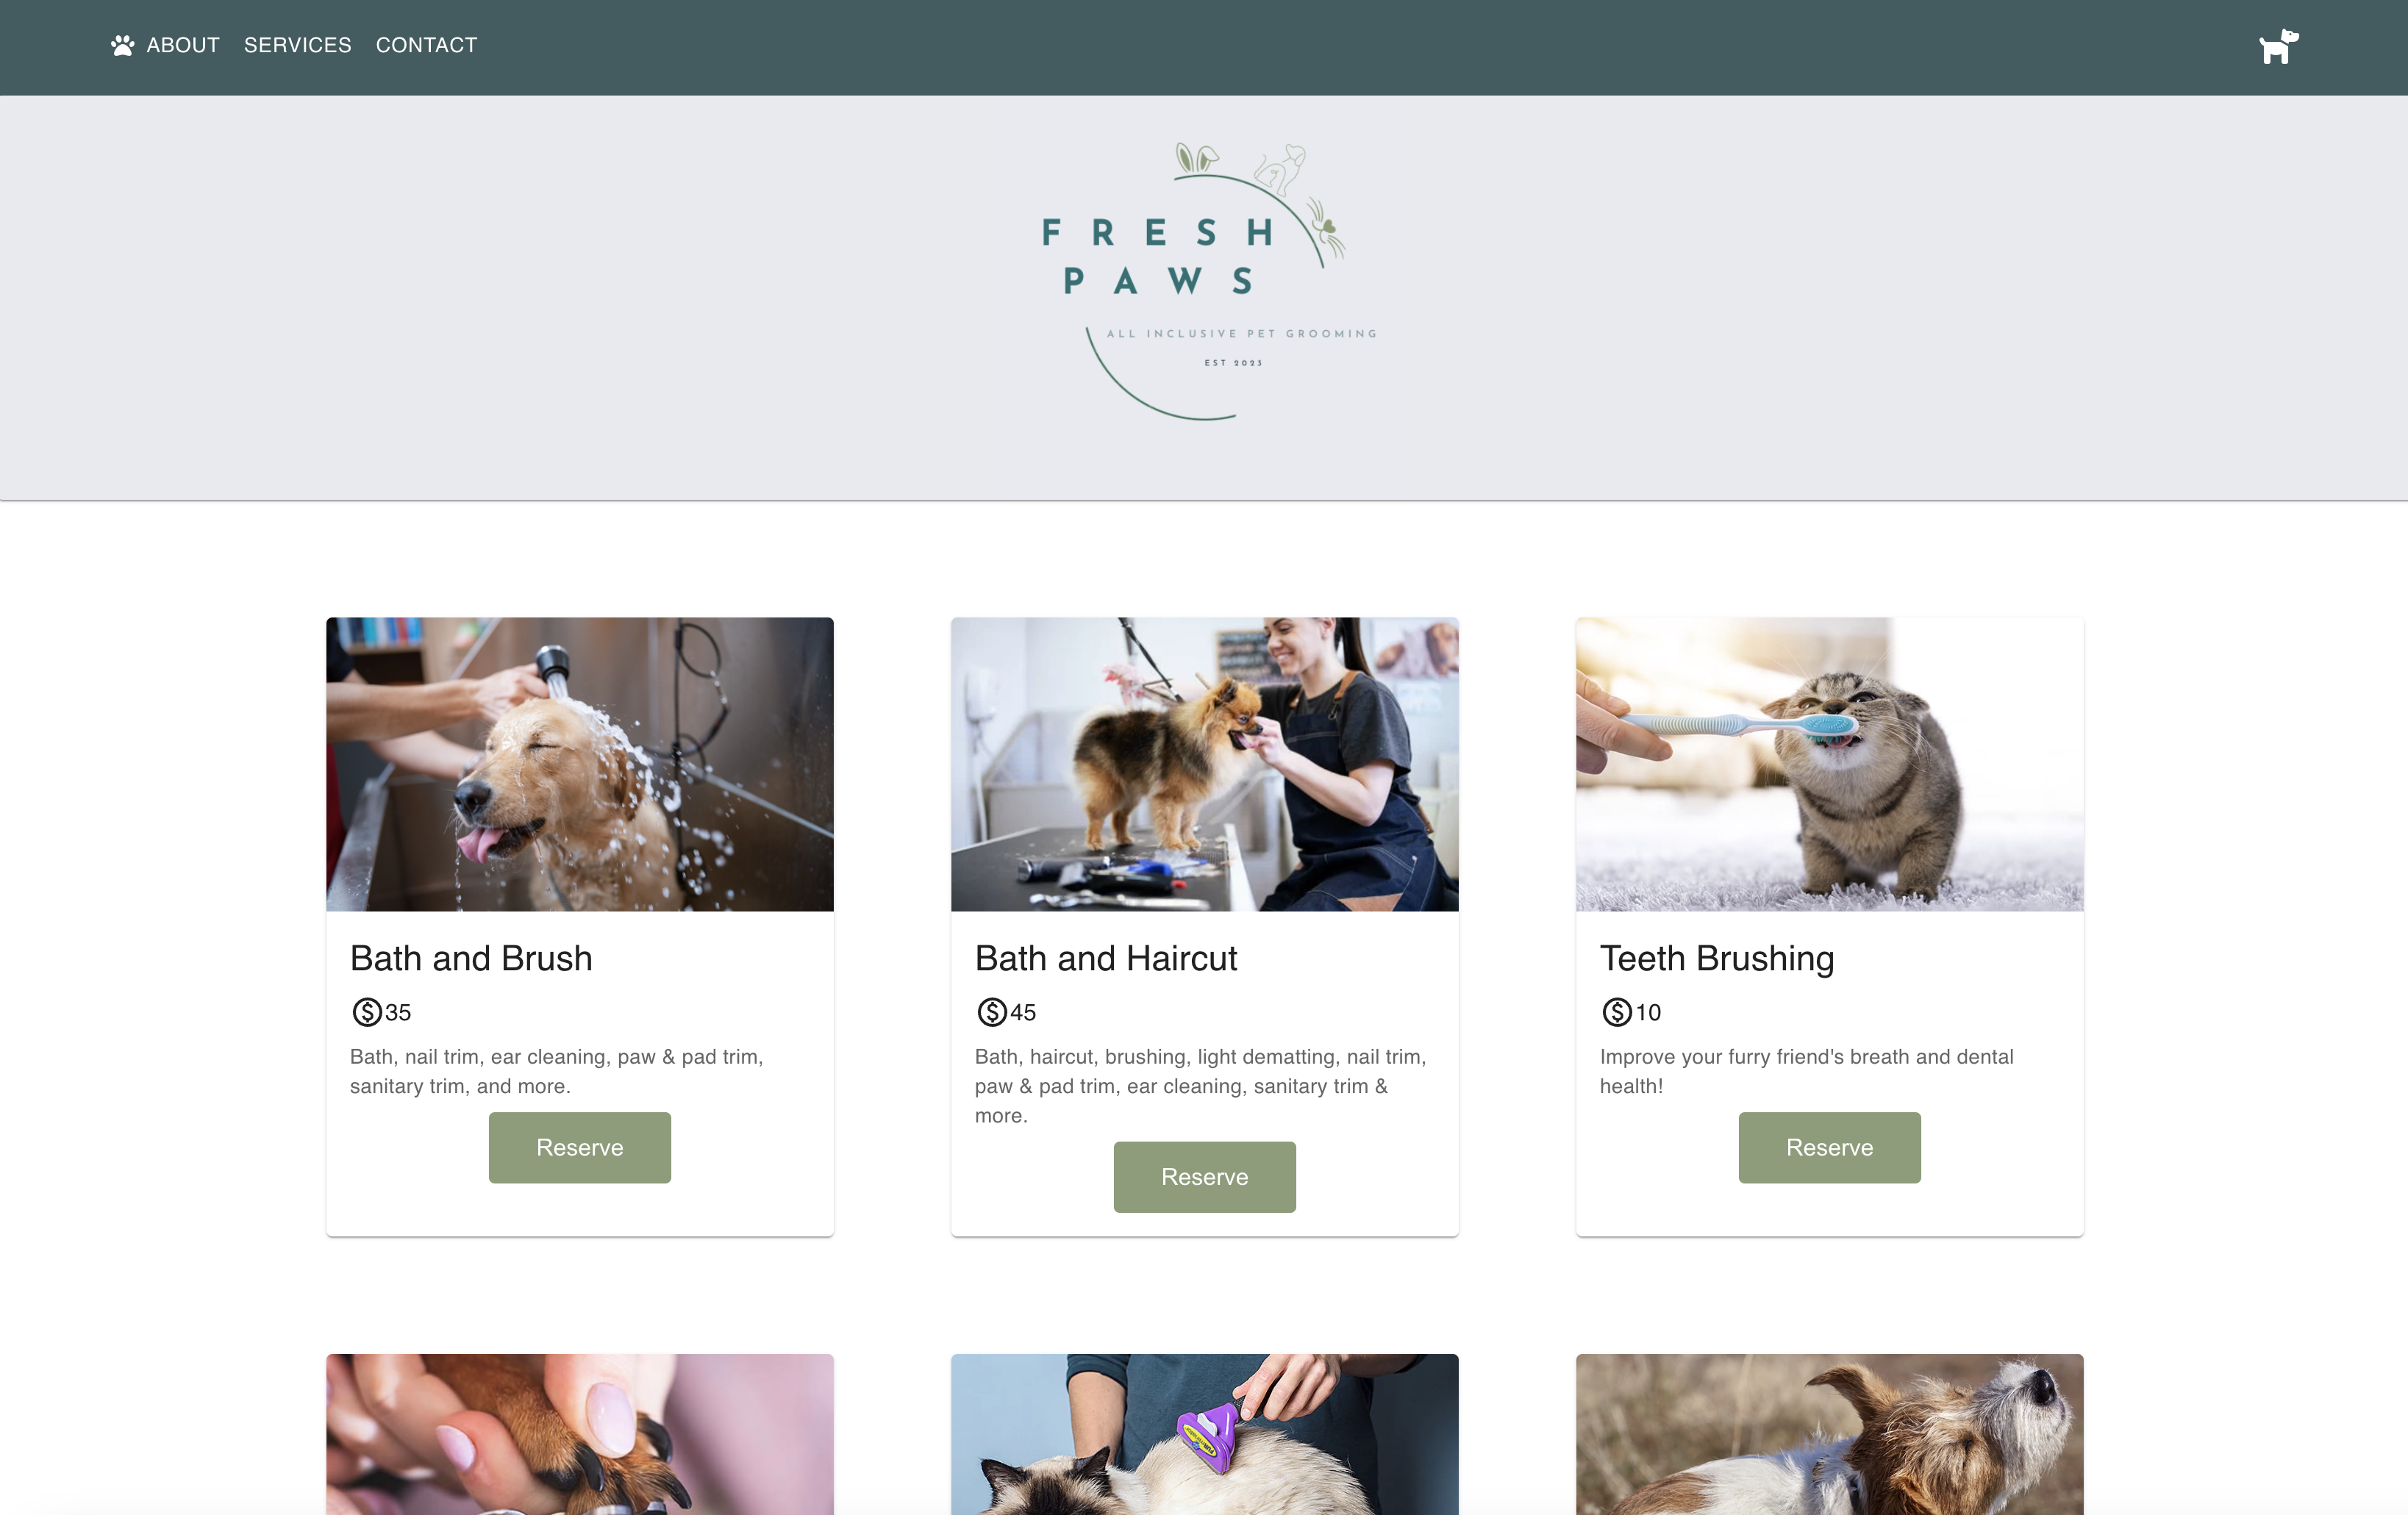 ABOUT SERVICES CONTACT
FRESH
PAWS
ALL INCLUSIVE PET GROOMING
EST 2023
Bath and Brush
$35
Bath, nail trim, ear cleaning, paw & pad trim,
sanitary trim, and more.
Reserve
Bath and Haircut
$45
Bath, haircut, brushing, light dematting, nail trim,
paw & pad trim, ear cleaning, sanitary trim &
more.
Reserve
Teeth Brushing
$10
Improve your furry friend's breath and dental
health!
Reserve